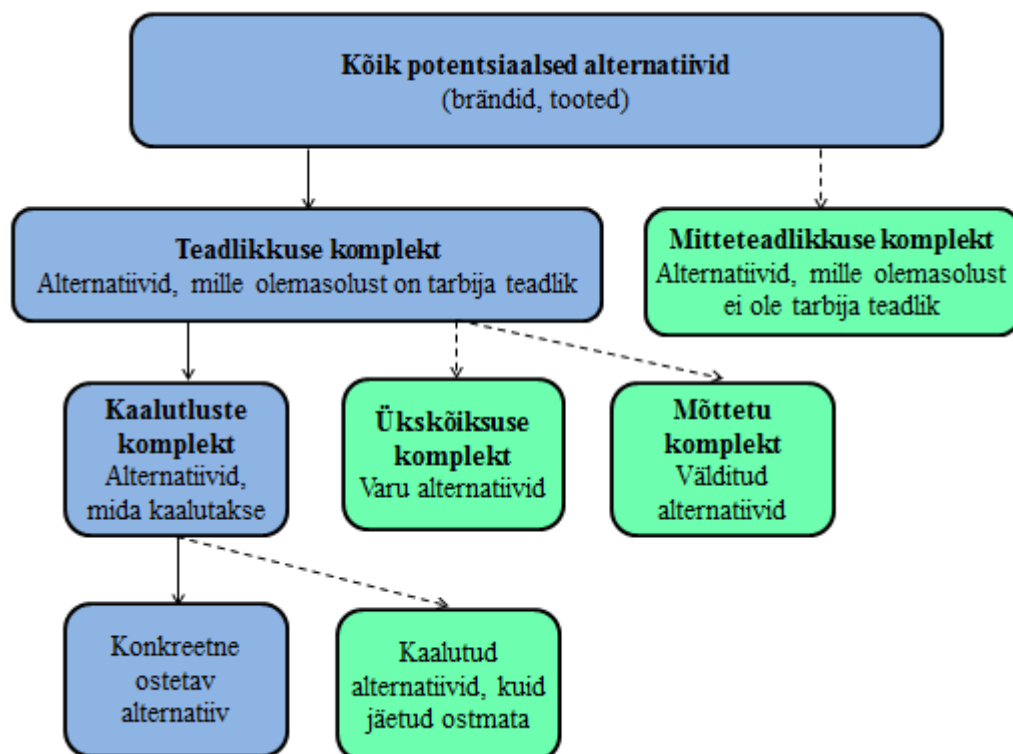 Kõik potentsiaalsed alternatiivid
(brändid, tooted)
Teadlikkuse komplekt
Alternatiivid, mille olemasolust on tarbija teadlik
Mitteteadlikkuse komplekt
Alternatiivid, mille olemasolust
ei ole tarbija teadlik
Kaalutluste
komplekt
Alternatiivid,
mida kaalutakse
Ükskõiksuse
komplekt
Varu alternatiivid
Mõttetu
komplekt
Välditud
alternatiivid
Konkreetne
ostetav
alternatiiv
Kaalutud
alternatiivid, kuid
jäetud ostmata